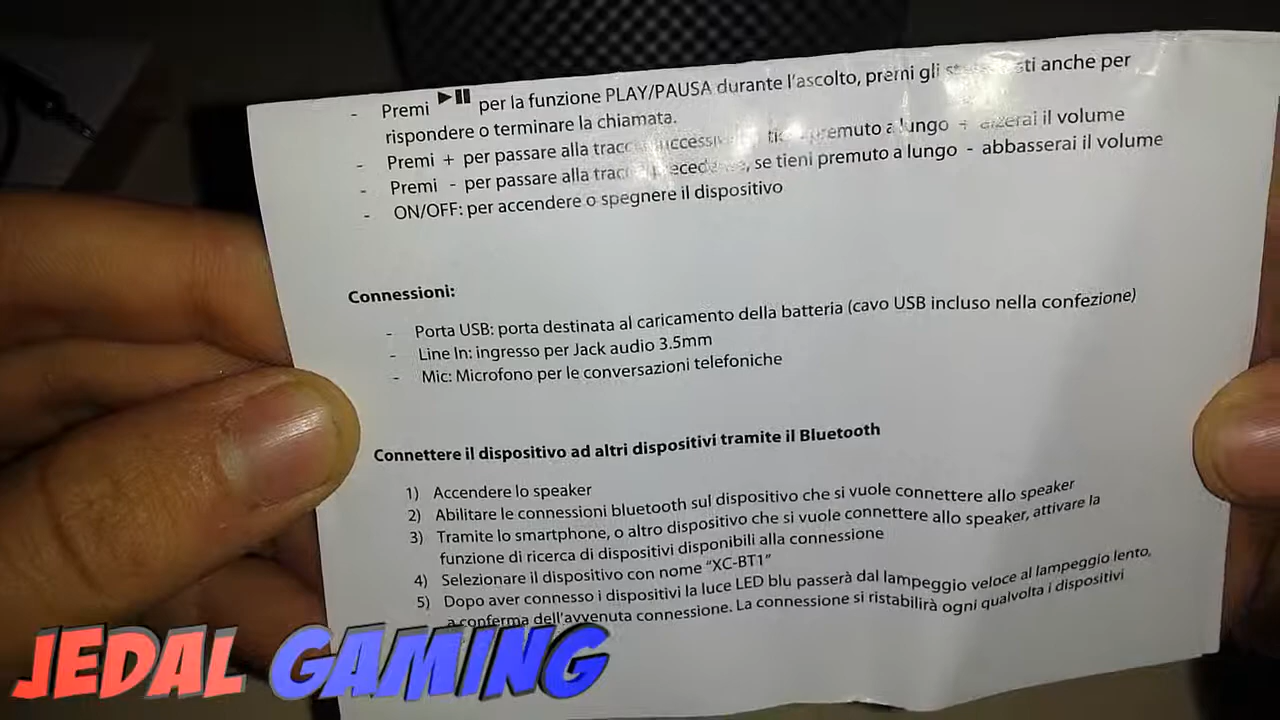 - Premi ▶⏸ per la funzione PLAY/PAUSA durante l'ascolto, premi gli anche per
rispondere o terminare la chiamata.
- Premi + per passare alla premuto a lungo + alzerai il volume
- Premi - per passare alla se tieni premuto a lungo - abbasserai il volume
- ON/OFF: per accendere o spegnere il dispositivo
Connessioni:
- Porta USB: porta destinata al caricamento della batteria (cavo USB incluso nella confezione)
- Line In: ingresso per Jack audio 3.5mm
- Mic: Microfono per le conversazioni telefoniche
Connettere il dispositivo ad altri dispositivi tramite il Bluetooth
1) Accendere lo speaker
2) Abilitare le connessioni bluetooth sul dispositivo che si vuole connettere allo speaker
3) Tramite lo smartphone, o altro dispositivo che si vuole connettere allo speaker, attivare la
funzione di ricerca di dispositivi disponibili alla connessione
4) Selezionare il dispositivo con nome "XC-BT1"
5) Dopo aver connesso i dispositivi la luce LED blu passerà dal lampeggio veloce al lampeggio lento,
a conferma dell'avvenuta connessione. La connessione si ristabilirà ogni qualvolta i dispositivi
JEDAL GAMING